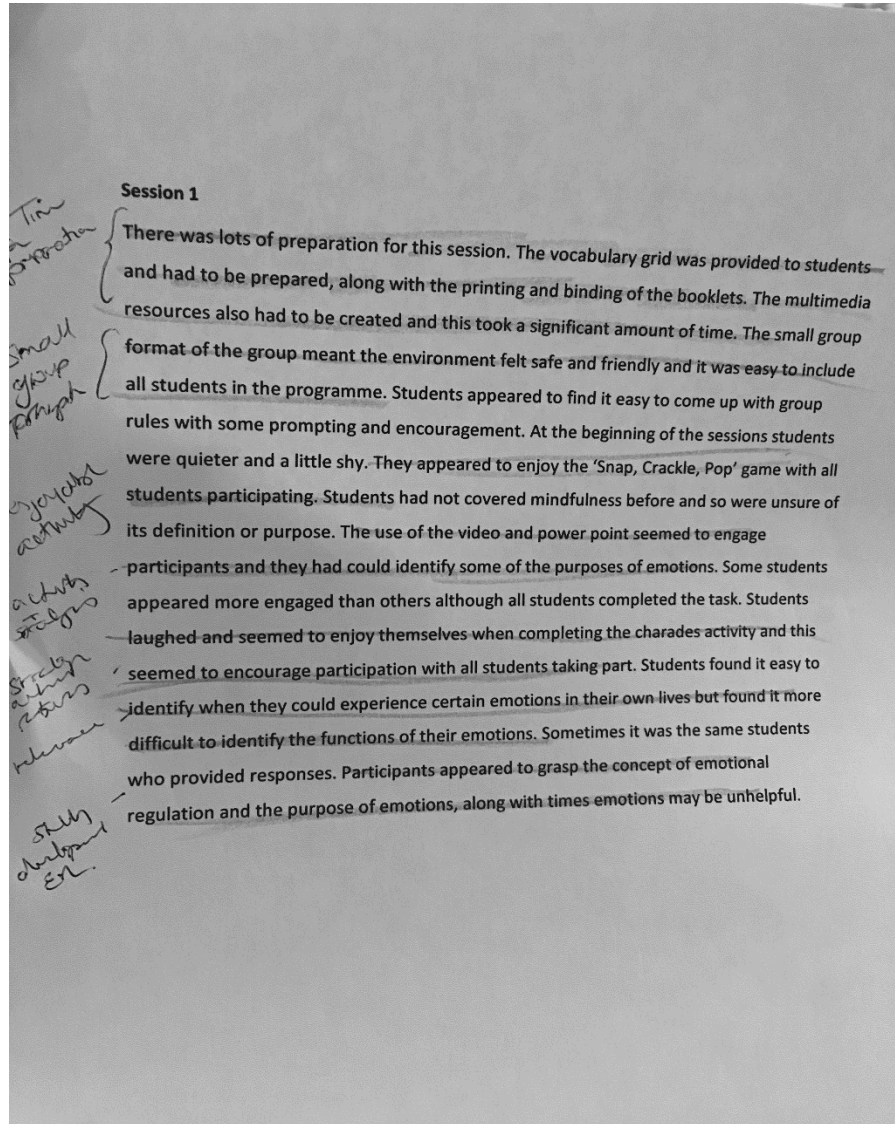 Session 1
There was lots of preparation for this session. The vocabulary grid was provided to students
and had to be prepared, along with the printing and binding of the booklets. The multimedia
resources also had to be created and this took a significant amount of time. The small group
format of the group meant the environment felt safe and friendly and it was easy to include
all students in the programme. Students appeared to find it easy to come up with group
rules with some prompting and encouragement. At the beginning of the sessions students
were quieter and a little shy. They appeared to enjoy the ‘Snap, Crackle, Pop’ game with all
students participating. Students had not covered mindfulness before and so were unsure of
its definition or purpose. The use of the video and power point seemed to engage
participants and they had could identify some of the purposes of emotions. Some students
appeared more engaged than others although all students completed the task. Students
laughed and seemed to enjoy themselves when completing the charades activity and this
seemed to encourage participation with all students taking part. Students found it easy to
identify when they could experience certain emotions in their own lives but found it more
difficult to identify the functions of their emotions. Sometimes it was the same students
who provided responses. Participants appeared to grasp the concept of emotional
regulation and the purpose of emotions, along with times emotions may be unhelpful.
Time
preparation
small
group
activity
relevance